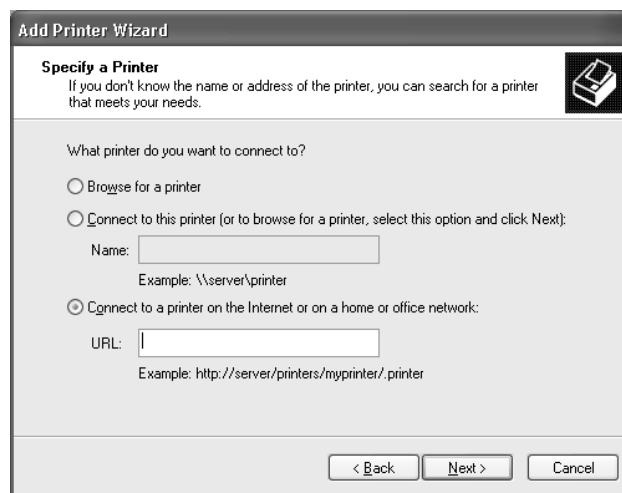 Add Printer Wizard
Specify a Printer
If you don't know the name or address of the printer, you can search for a printer
that meets your needs.
What printer do you want to connect to?
Browse for a printer
Connect to this printer (or to browse for a printer, select this option and click Next):
Name:
Example: \\server\printer
Connect to a printer on the Internet or on a home or office network:
URL:
Example: http://server/printers/myprinter/.printer
< Back
Next >
Cancel